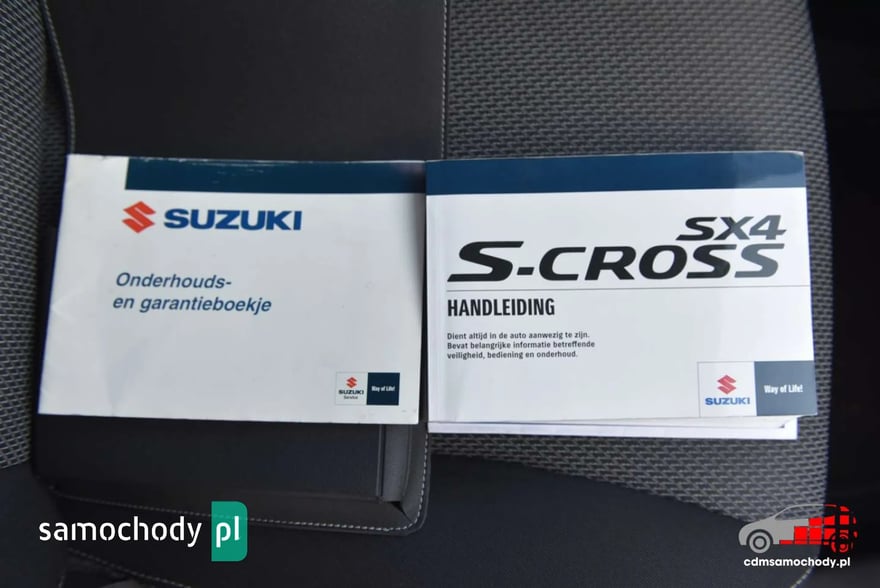 SUZUKI
Onderhouds-
en garantieboekje
SUZUKI
Service
Way of Life!
SX4
S-CROSS
HANDLEIDING
Dient altijd in de auto aanwezig te zijn.
Bevat belangrijke informatie betreffende
veiligheid, bediening en onderhoud.
SUZUKI
Way of Life!
samochody pl
cdmsamochody.pl